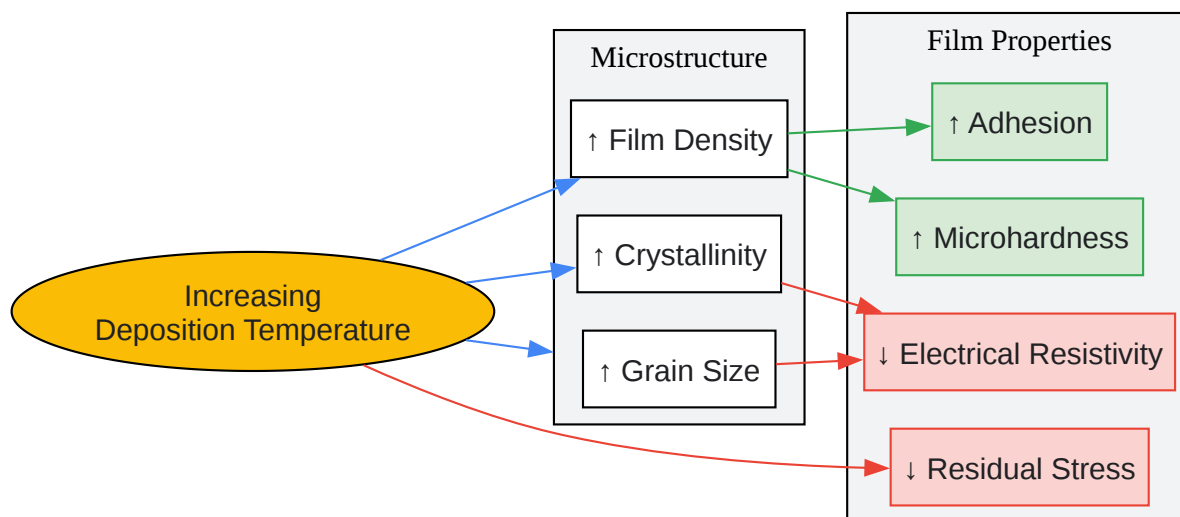 Increasing
Deposition Temperature
Microstructure
↑ Film Density
↑ Crystallinity
↑ Grain Size
Film Properties
↑ Adhesion
↑ Microhardness
↓ Electrical Resistivity
↓ Residual Stress